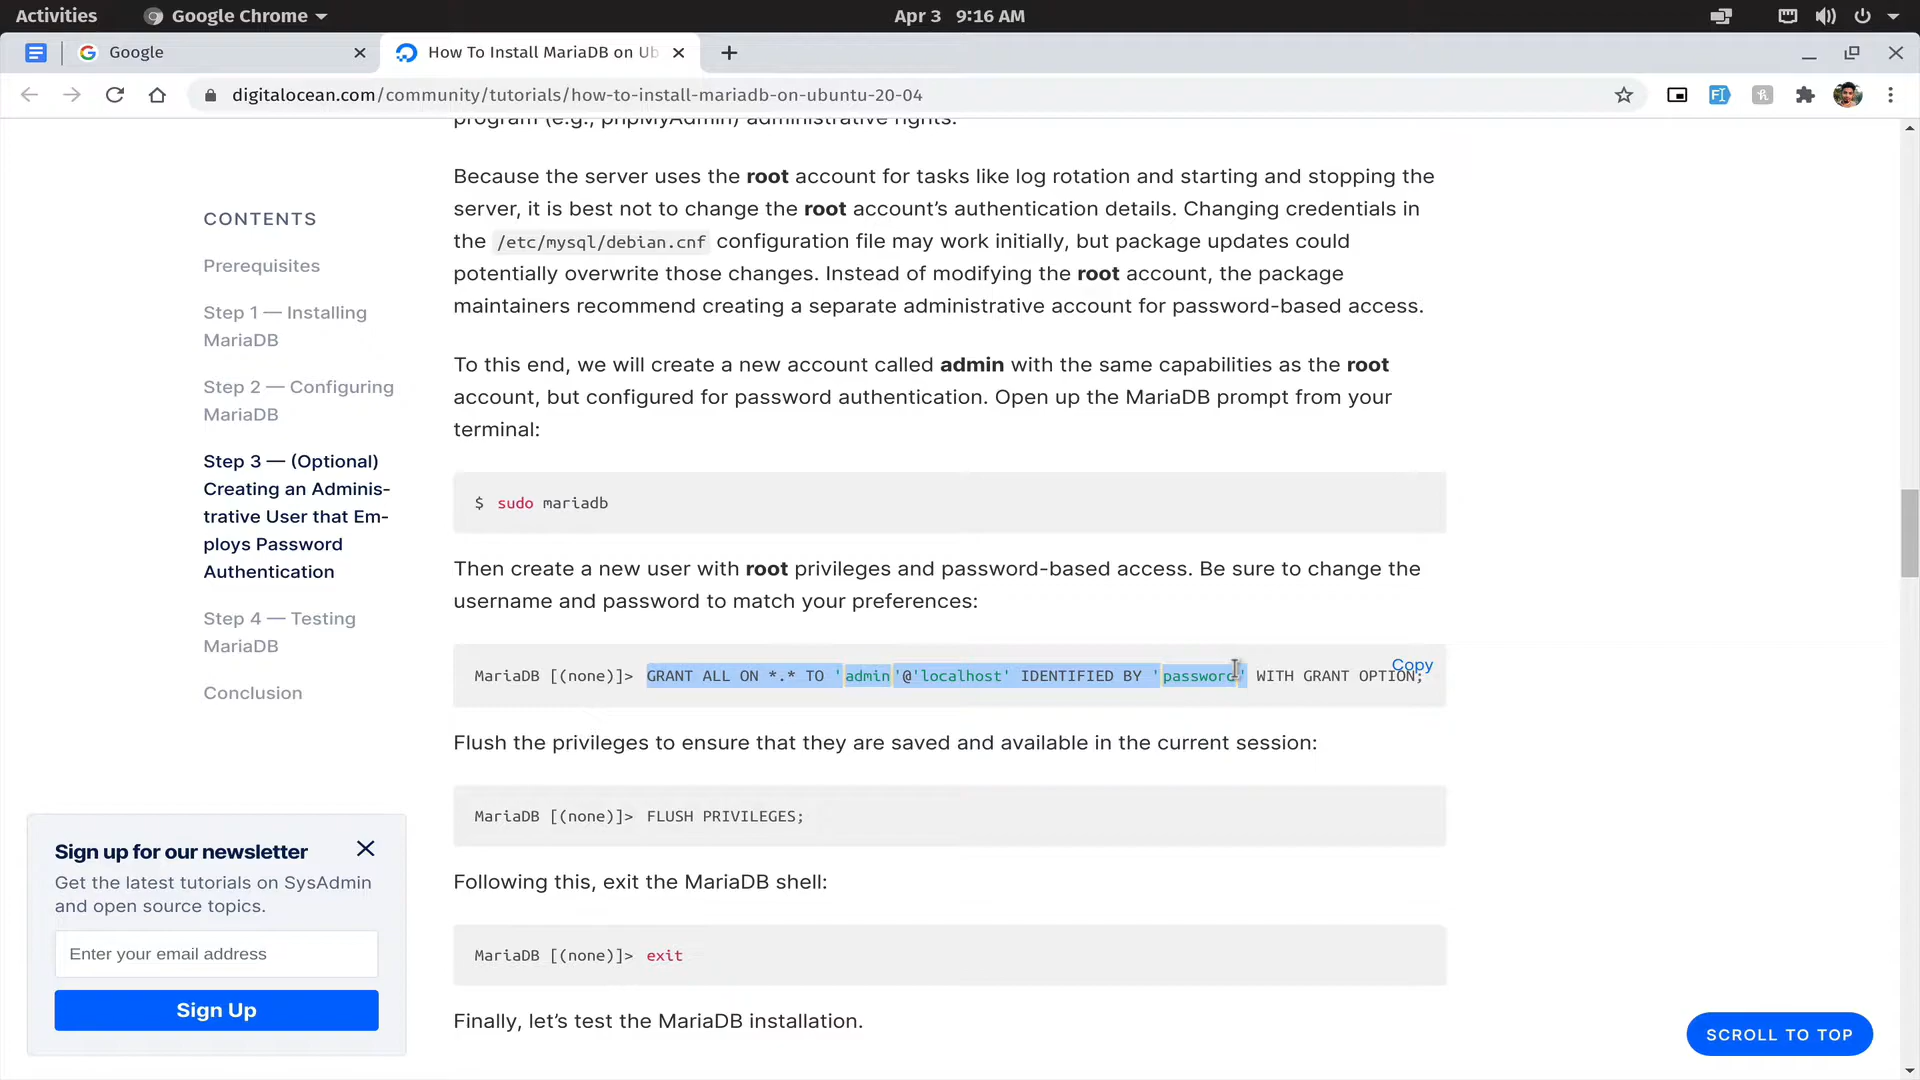 Activities
Google Chrome
Apr 3 9:16 AM
Google
How To Install MariaDB on Ub
digitalocean.com/community/tutorials/how-to-install-mariadb-on-ubuntu-20-04
program (e.g., phpMyAdmin) administrative rights.
Because the server uses the root account for tasks like log rotation and starting and stopping the
server, it is best not to change the root account’s authentication details. Changing credentials in
the /etc/mysql/debian.cnf configuration file may work initially, but package updates could
potentially overwrite those changes. Instead of modifying the root account, the package
maintainers recommend creating a separate administrative account for password-based access.
To this end, we will create a new account called admin with the same capabilities as the root
account, but configured for password authentication. Open up the MariaDB prompt from your
terminal:
$ sudo mariadb
Then create a new user with root privileges and password-based access. Be sure to change the
username and password to match your preferences:
Copy
MariaDB [(none)]> GRANT ALL ON *.* TO 'admin'@'localhost' IDENTIFIED BY 'password' WITH GRANT OPTION;
Flush the privileges to ensure that they are saved and available in the current session:
MariaDB [(none)]> FLUSH PRIVILEGES;
Following this, exit the MariaDB shell:
MariaDB [(none)]> exit
Finally, let’s test the MariaDB installation.
CONTENTS
Prerequisites
Step 1 — Installing
MariaDB
Step 2 — Configuring
MariaDB
Step 3 — (Optional)
Creating an Adminis-
trative User that Em-
ploys Password
Authentication
Step 4 — Testing
MariaDB
Conclusion
Sign up for our newsletter
Get the latest tutorials on SysAdmin
and open source topics.
Enter your email address
Sign Up
SCROLL TO TOP